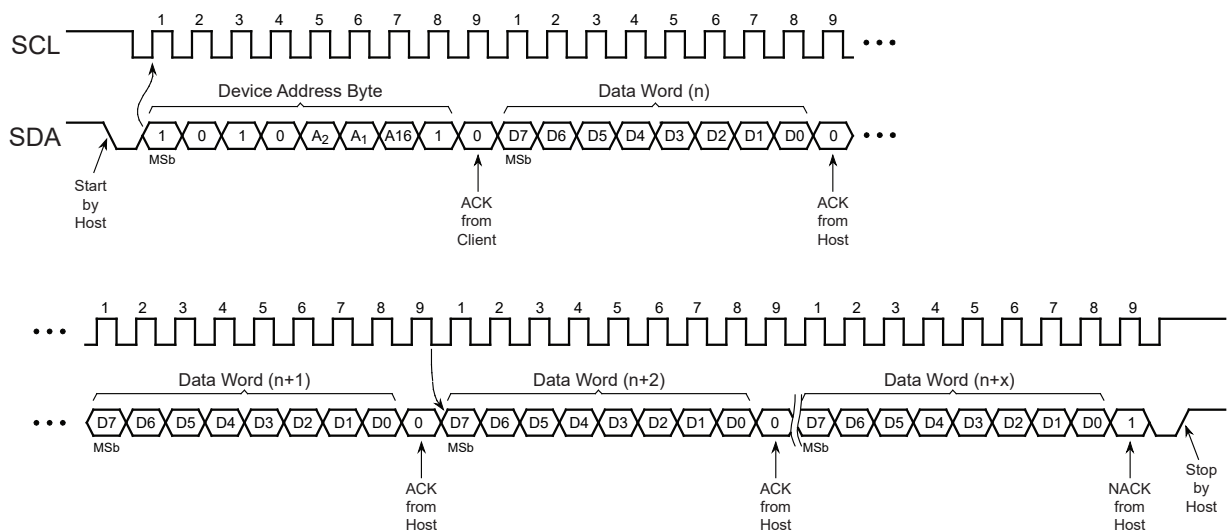 1 2 3 4 5 6 7 8 9 1 2 3 4 5 6 7 8 9
SCL
Device Address Byte Data Word (n)
SDA 1 0 1 0 A2 A1 A16 1 0 D7 D6 D5 D4 D3 D2 D1 D0 0
MSb MSb
Start by Host
ACK from Client
ACK from Host
1 2 3 4 5 6 7 8 9 1 2 3 4 5 6 7 8 9 1 2 3 4 5 6 7 8 9
Data Word (n+1) Data Word (n+2) Data Word (n+x)
D7 D6 D5 D4 D3 D2 D1 D0 0 D7 D6 D5 D4 D3 D2 D1 D0 0 D7 D6 D5 D4 D3 D2 D1 D0 1
MSb MSb MSb
ACK from Host
ACK from Host
NACK from Host
Stop by Host